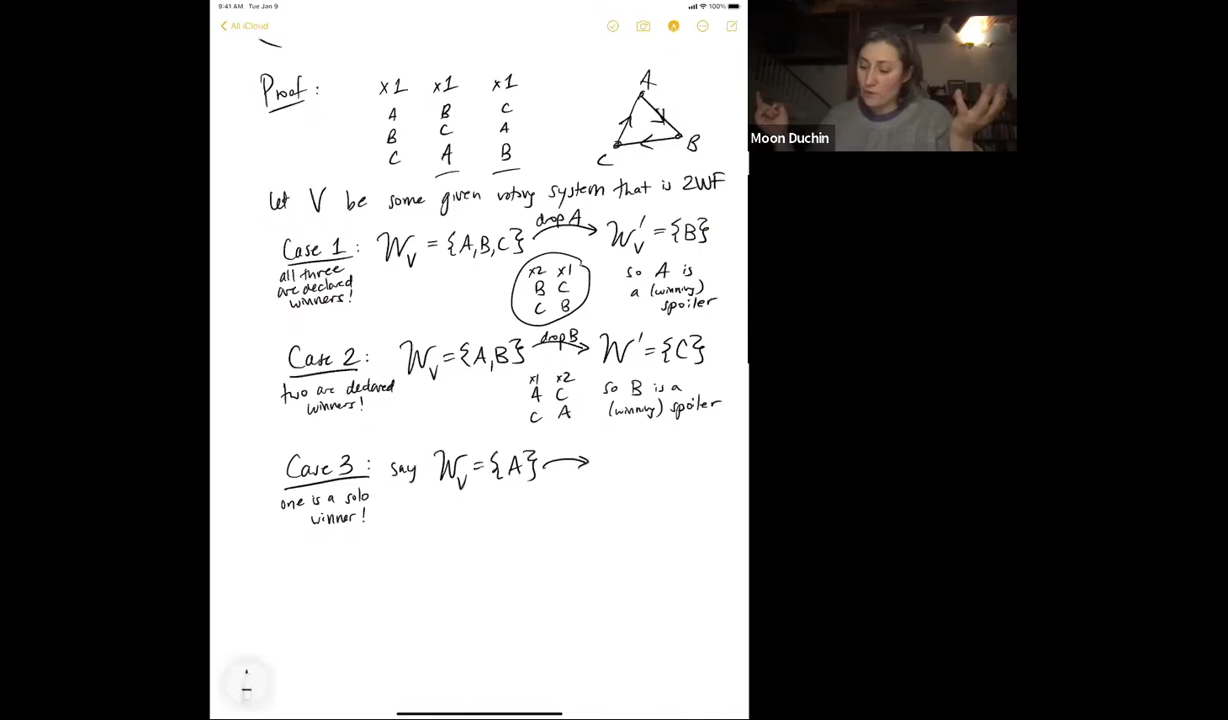 9:41 AM Tue Jan 9
100%
All iCloud
Proof: x1 x1 x1
A B C
B C A
C A B
A
B
C
Moon Duchin
let V be some given voting system that is 2WF
Case 1: W_V = {A,B,C} drop A W_V' = {B}
all three are declared winners!
x2 x1
B C
C B
so A is
a (winning)
spoiler
Case 2: W_V = {A,B} drop B W' = {C}
two are declared
winners!
x1 x2
A C
C A
so B is a
(winning) spoiler
Case 3: say W_V = {A}
one is a solo
winner!